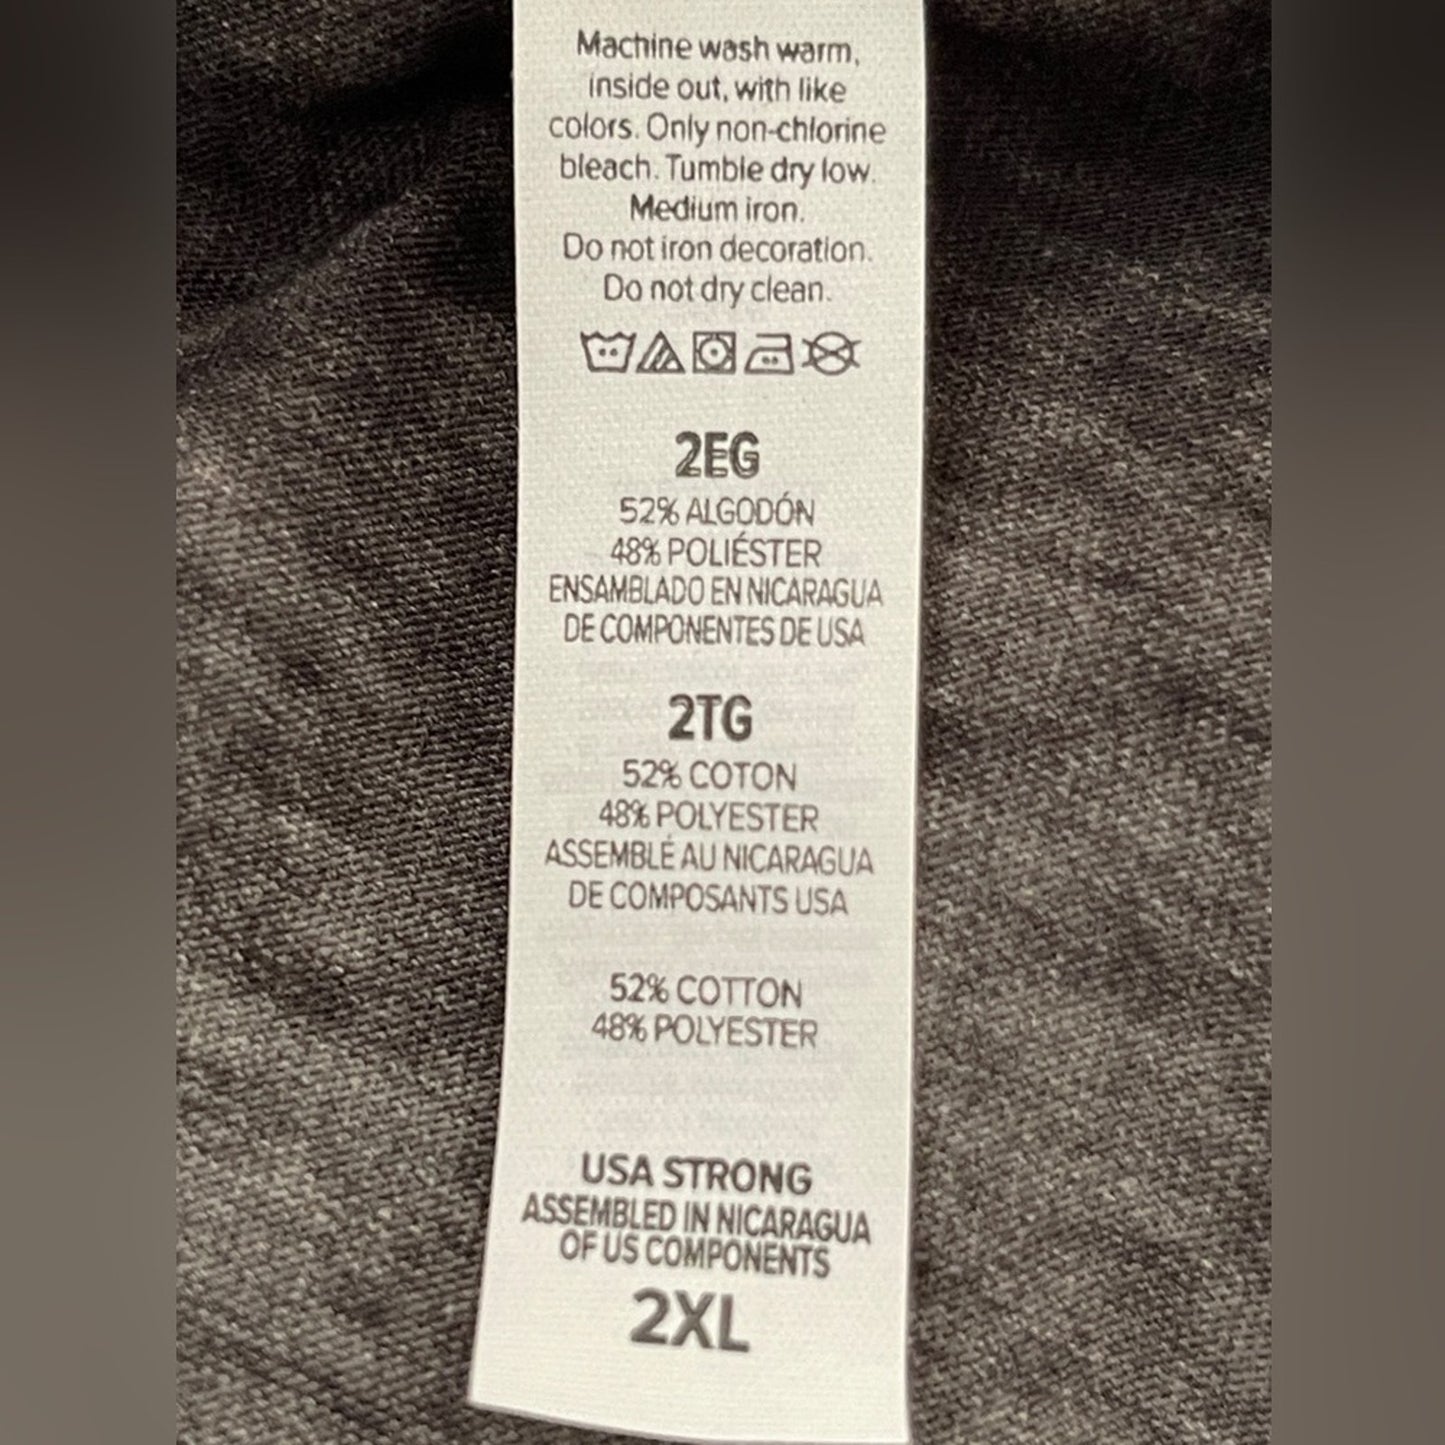 Machine wash warm,
inside out, with like
colors. Only non-chlorine
bleach. Tumble dry low.
Medium iron.
Do not iron decoration.
Do not dry clean.
2EG
52% ALGODÓN
48% POLIÉSTER
ENSAMBLADO EN NICARAGUA
DE COMPONENTES DE USA
2TG
52% COTON
48% POLYESTER
ASSEMBLÉ AU NICARAGUA
DE COMPOSANTS USA
52% COTTON
48% POLYESTER
USA STRONG
ASSEMBLED IN NICARAGUA
OF US COMPONENTS
2XL